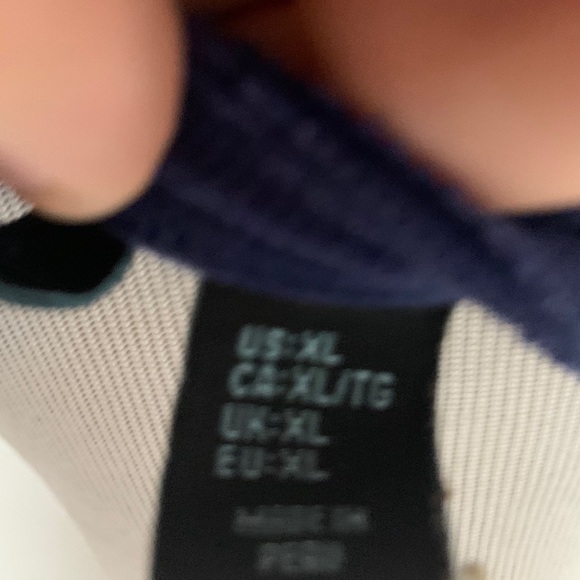 US:XL
CA:XL/TG
UK:XL
EU:XL
MADE IN
PERU